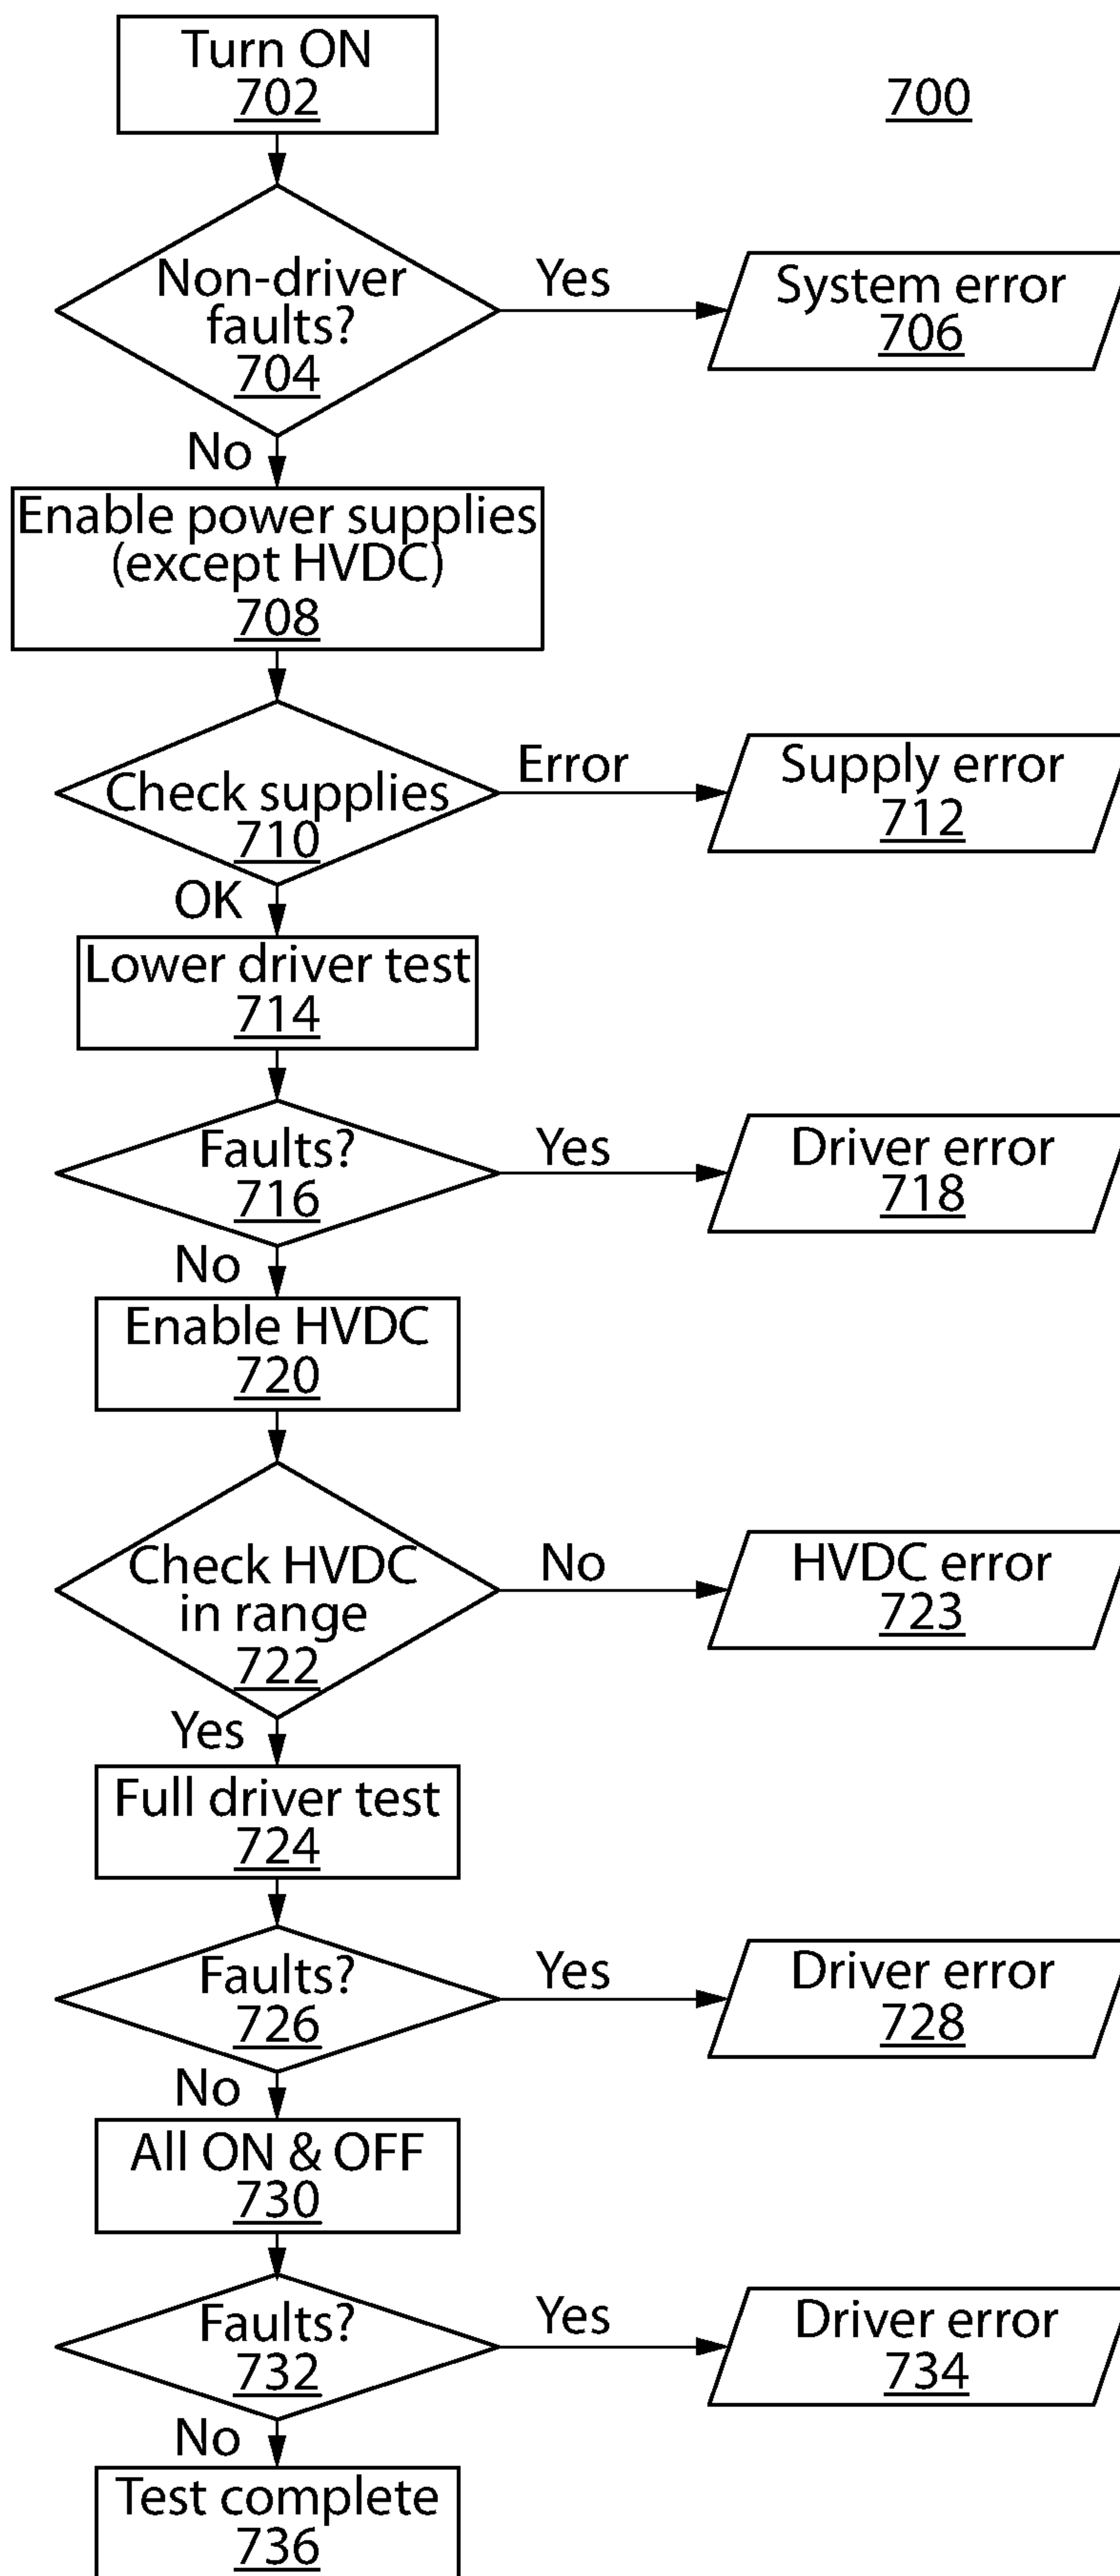 Turn ON
702
700
Non-driver
faults?
704
Yes
System error
706
No
Enable power supplies
(except HVDC)
708
Check supplies
710
Error
Supply error
712
OK
Lower driver test
714
Faults?
716
Yes
Driver error
718
No
Enable HVDC
720
Check HVDC
in range
722
No
HVDC error
723
Yes
Full driver test
724
Faults?
726
Yes
Driver error
728
No
All ON & OFF
730
Faults?
732
Yes
Driver error
734
No
Test complete
736